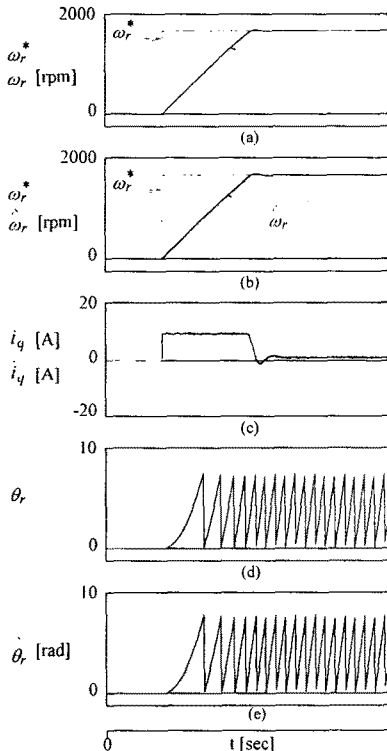 2000
ω_r^*
ω_r^*
ω_r [rpm]
0
(a)
2000
ω_r^*
ω_r^*
ω̂_r [rpm]
ω̂_r
0
(b)
20
i_q [A]
0
i_q [A]
-20
(c)
10
θ_r
0
(d)
10
θ̂_r [rad]
0
(e)
0
t [sec]